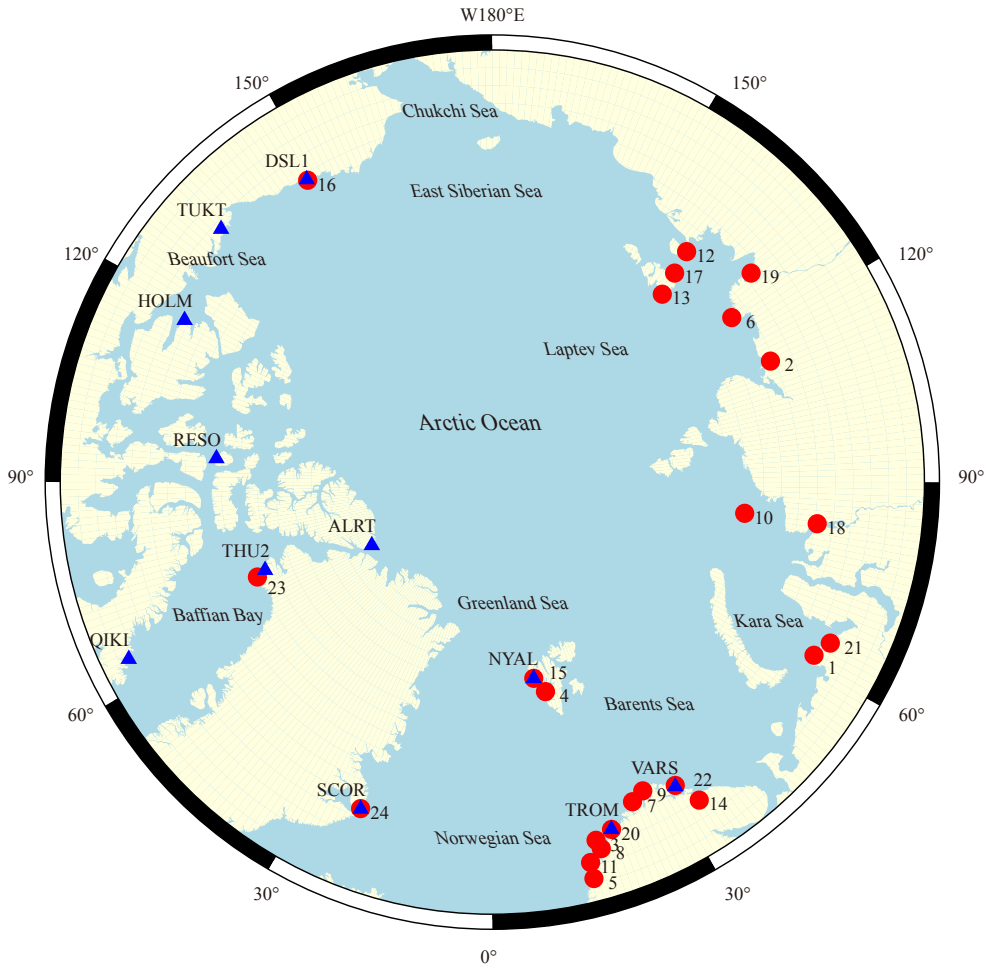 W180°E
150°
150°
Chukchi Sea
DSL1
16
East Siberian Sea
TUKT
120°
120°
Beaufort Sea
12
17
19
13
HOLM
6
Laptev Sea
2
Arctic Ocean
RESO
90°
90°
10
18
ALRT
THU2
23
Greenland Sea
Baffian Bay
Kara Sea
QIKI
21
1
NYAL
15
4
60°
60°
Barents Sea
VARS
22
SCOR
9
14
7
24
TROM
20
Norwegian Sea
3
8
11
5
30°
30°
0°